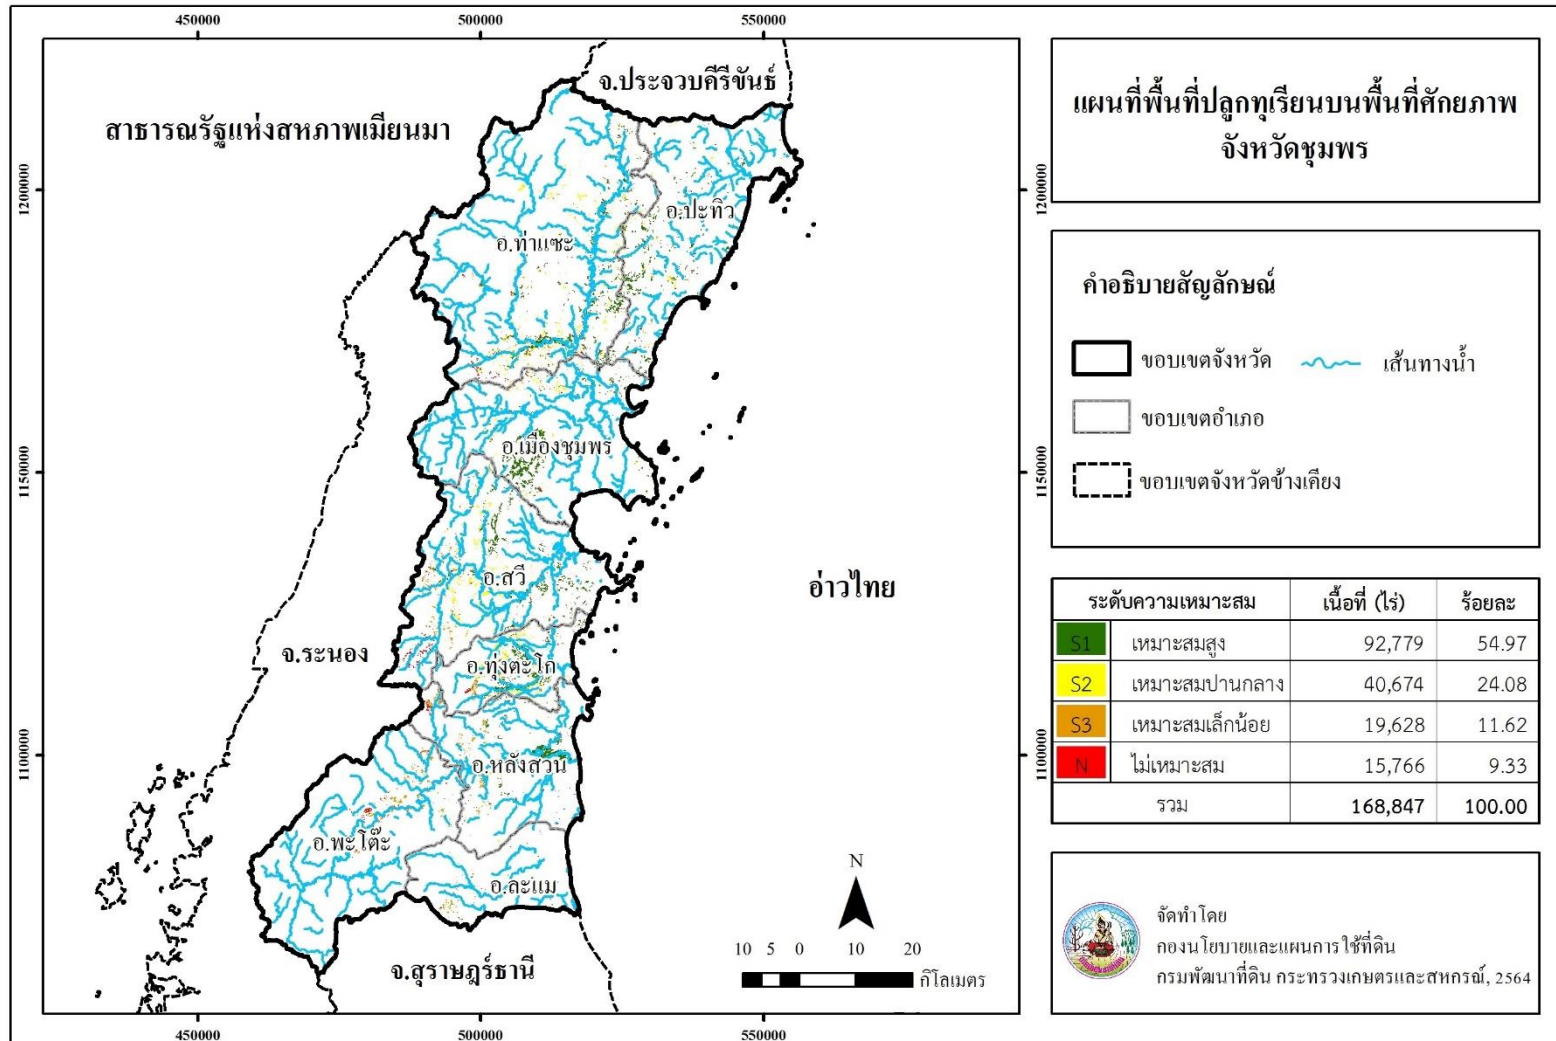 450000
500000
550000
จ.ประจวบคีรีขันธ์
สาธารณรัฐแห่งสหภาพเมียนมา
1200000
1200000
อ.ปะทิว
อ.ท่าแซะ
อ.เมืองชุมพร
1150000
1150000
อ.สวี
อ่าวไทย
จ.ระนอง
อ.ทุ่งตะโก
1100000
1100000
อ.หลังสวน
อ.พะโต๊ะ
อ.ละแม
จ.สุราษฎร์ธานี
N
10 5 0 10 20
กิโลเมตร
450000
500000
550000
แผนที่พื้นที่ปลูกทุเรียนบนพื้นที่ศักยภาพ
จังหวัดชุมพร
คำอธิบายสัญลักษณ์
ขอบเขตจังหวัด เส้นทางน้ำ
ขอบเขตอำเภอ
ขอบเขตจังหวัดข้างเคียง
ระดับความเหมาะสม เนื้อที่ (ไร่) ร้อยละ
S1 เหมาะสมสูง 92,779 54.97
S2 เหมาะสมปานกลาง 40,674 24.08
S3 เหมาะสมเล็กน้อย 19,628 11.62
N ไม่เหมาะสม 15,766 9.33
รวม 168,847 100.00
จัดทำโดย
กองนโยบายและแผนการใช้ที่ดิน
กรมพัฒนาที่ดิน กระทรวงเกษตรและสหกรณ์, 2564